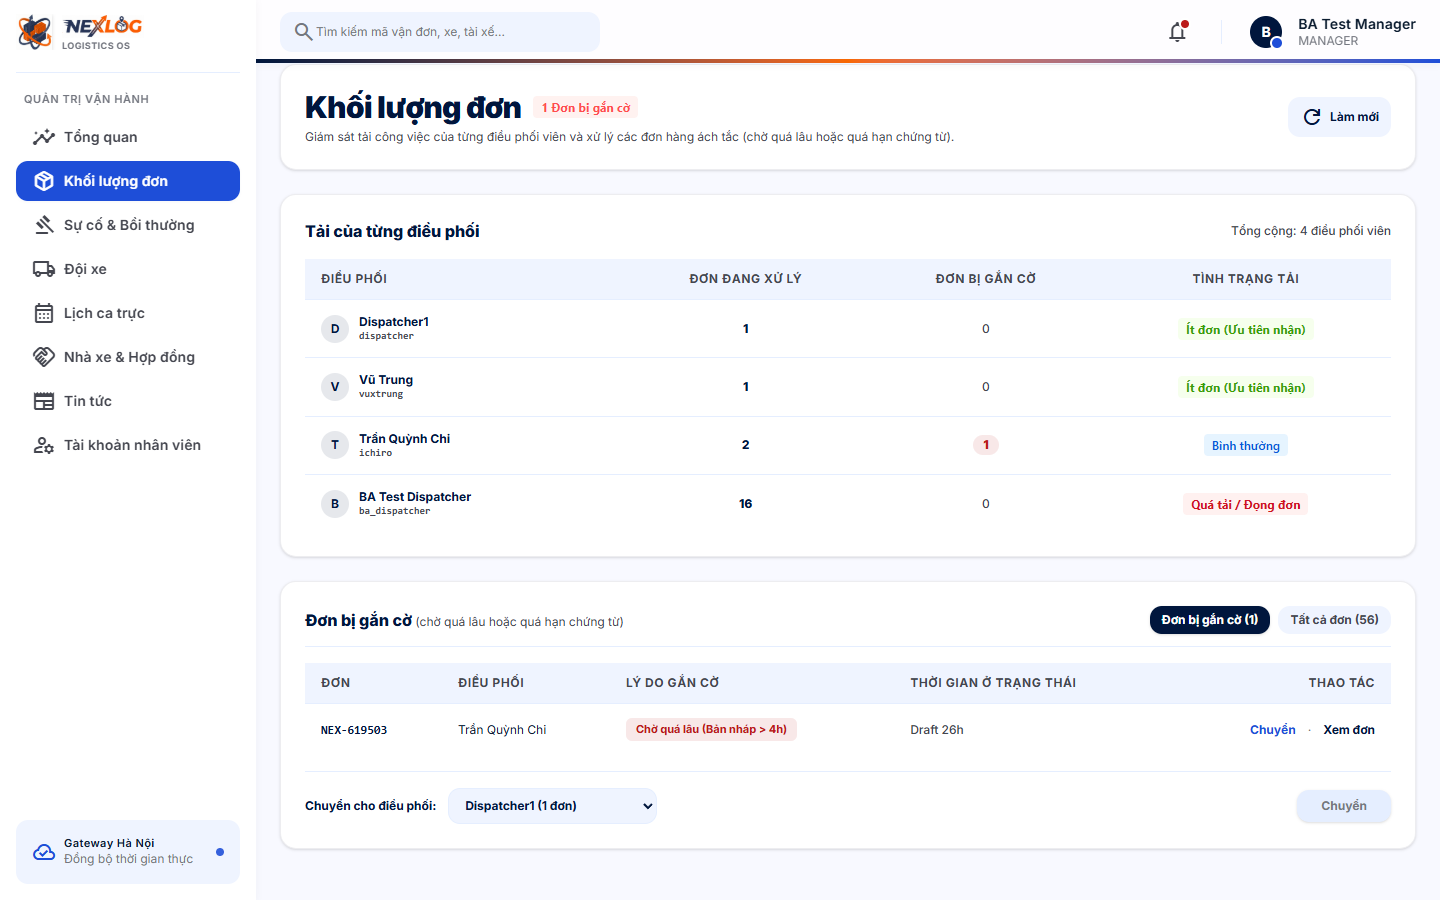 NEXLOG
LOGISTICS OS
Tìm kiếm mã vận đơn, xe, tài xế...
B
BA Test Manager
MANAGER
QUẢN TRỊ VẬN HÀNH
Tổng quan
Khối lượng đơn
Sự cố & Bồi thường
Đội xe
Lịch ca trực
Nhà xe & Hợp đồng
Tin tức
Tài khoản nhân viên
Gateway Hà Nội
Đồng bộ thời gian thực
Khối lượng đơn
1 Đơn bị gắn cờ
Giám sát tải công việc của từng điều phối viên và xử lý các đơn hàng ách tắc (chờ quá lâu hoặc quá hạn chứng từ).
Làm mới
Tải của từng điều phối
Tổng cộng: 4 điều phối viên
ĐIỀU PHỐI ĐƠN ĐANG XỬ LÝ ĐƠN BỊ GẮN CỜ TÌNH TRẠNG TẢI
D Dispatcher1 1 0 Ít đơn (Ưu tiên nhận)
dispatcher
V Vũ Trung 1 0 Ít đơn (Ưu tiên nhận)
vuxtrung
T Trần Quỳnh Chi 2 1 Bình thường
ichiro
B BA Test Dispatcher 16 0 Quá tải / Đọng đơn
ba_dispatcher
Đơn bị gắn cờ (chờ quá lâu hoặc quá hạn chứng từ)
Đơn bị gắn cờ (1) Tất cả đơn (56)
ĐƠN ĐIỀU PHỐI LÝ DO GẮN CỜ THỜI GIAN Ở TRẠNG THÁI THAO TÁC
NEX-619503 Trần Quỳnh Chi Chờ quá lâu (Bản nháp > 4h) Draft 26h Chuyển · Xem đơn
Chuyển cho điều phối: Dispatcher1 (1 đơn) Chuyển